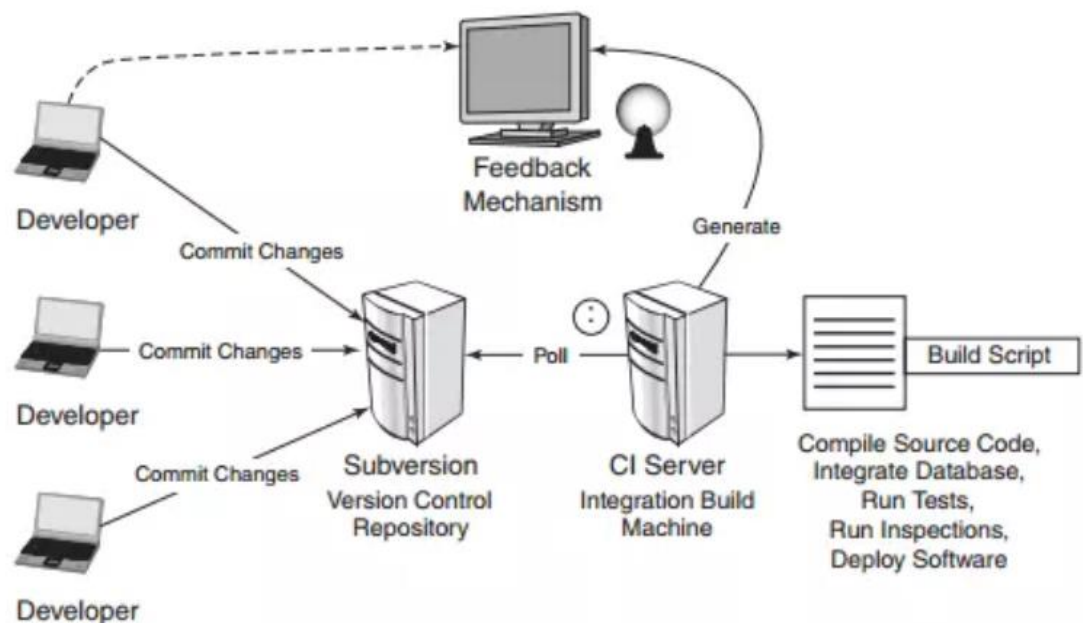 Feedback
Mechanism
Developer
Generate
Commit Changes
Developer
Commit Changes
Poll
Build Script
Commit Changes
Subversion
Version Control
Repository
CI Server
Integration Build
Machine
Compile Source Code,
Integrate Database,
Run Tests,
Run Inspections,
Deploy Software
Developer